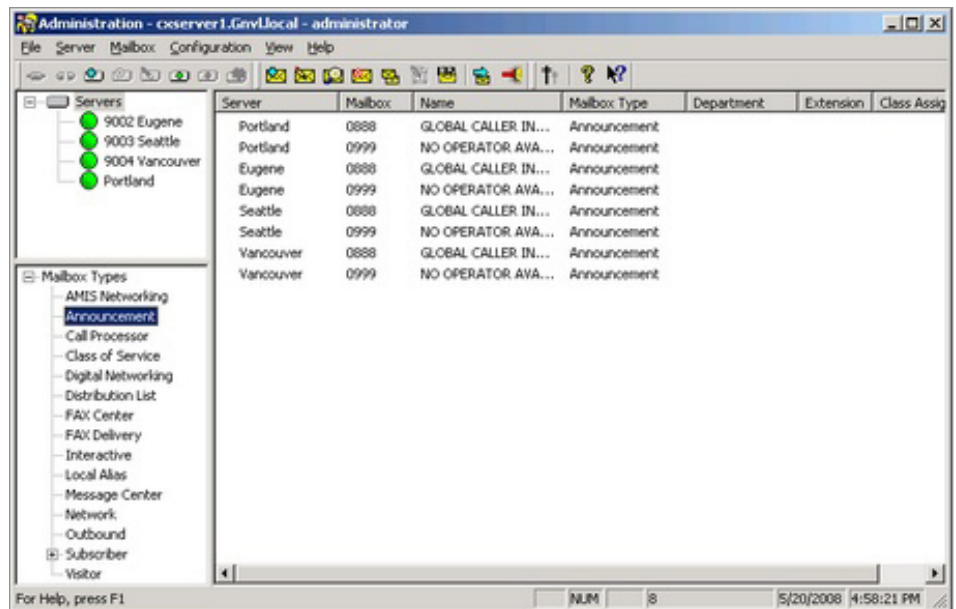 Administration - cxserver1.Gnvl.local - administrator
File Server Mailbox Configuration View Help
Servers
9002 Eugene
9003 Seattle
9004 Vancouver
Portland
Mailbox Types
AMIS Networking
Announcement
Call Processor
Class of Service
Digital Networking
Distribution List
FAX Center
FAX Delivery
Interactive
Local Alias
Message Center
Network
Outbound
Subscriber
Visitor
Server Mailbox Name Mailbox Type Department Extension Class Assig
Portland 0888 GLOBAL CALLER IN... Announcement
Portland 0999 NO OPERATOR AVA... Announcement
Eugene 0888 GLOBAL CALLER IN... Announcement
Eugene 0999 NO OPERATOR AVA... Announcement
Seattle 0888 GLOBAL CALLER IN... Announcement
Seattle 0999 NO OPERATOR AVA... Announcement
Vancouver 0888 GLOBAL CALLER IN... Announcement
Vancouver 0999 NO OPERATOR AVA... Announcement
For Help, press F1 NUM 8 5/20/2008 4:58:21 PM